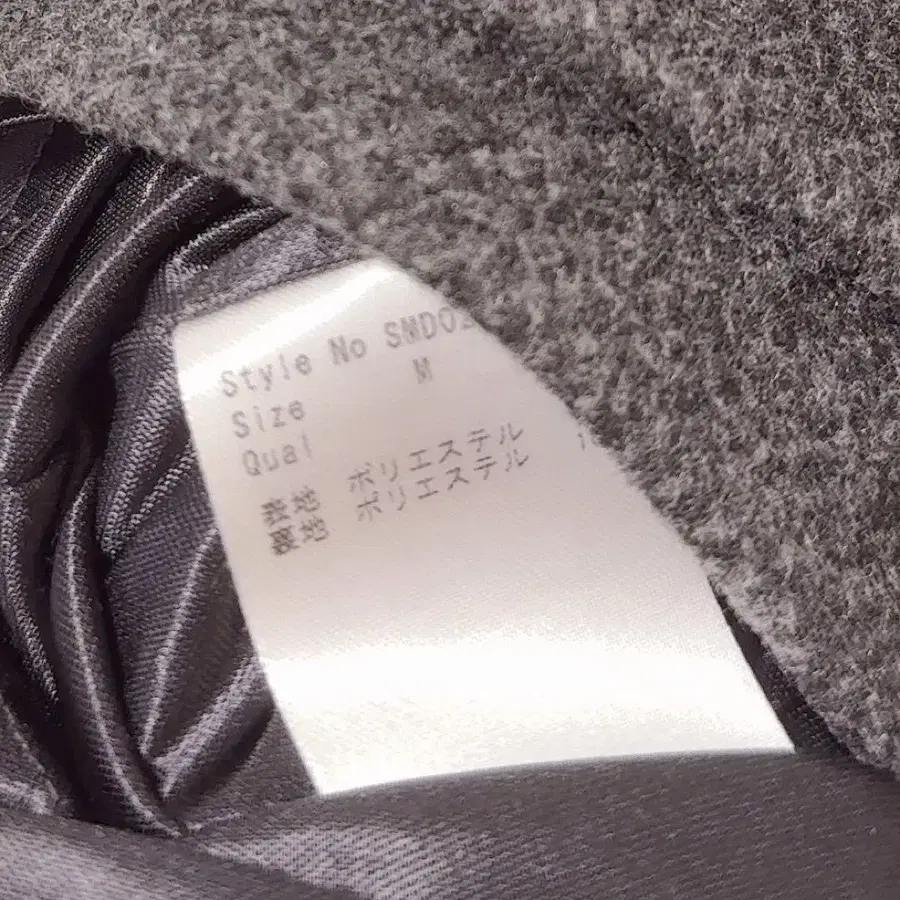 Style No SMD0
Size M
Qual
表地 ポリエステル
裏地 ポリエステル